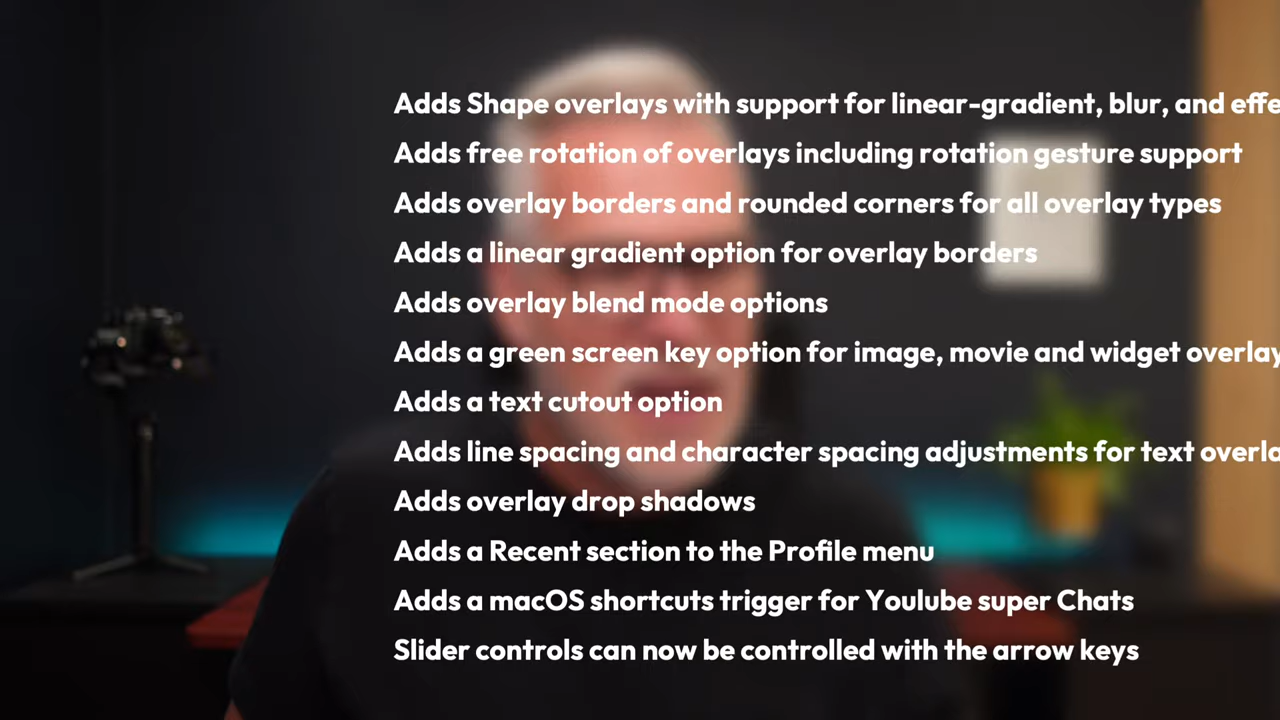 Adds Shape overlays with support for linear-gradient, blur, and effe
Adds free rotation of overlays including rotation gesture support
Adds overlay borders and rounded corners for all overlay types
Adds a linear gradient option for overlay borders
Adds overlay blend mode options
Adds a green screen key option for image, movie and widget overlay
Adds a text cutout option
Adds line spacing and character spacing adjustments for text overla
Adds overlay drop shadows
Adds a Recent section to the Profile menu
Adds a macOS shortcuts trigger for Youlube super Chats
Slider controls can now be controlled with the arrow keys